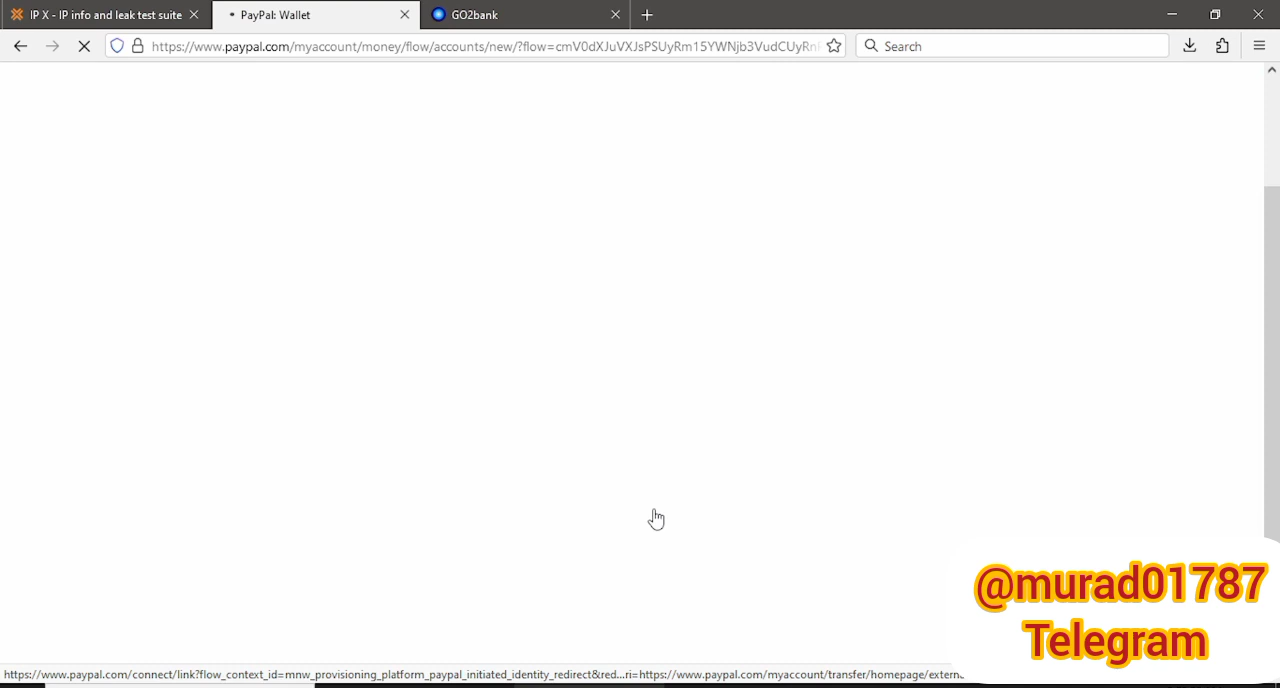 IP X - IP info and leak test suite
PayPal: Wallet
GO2bank
https://www.paypal.com/myaccount/money/flow/accounts/new/?flow=cmV0dXJuVXJsPSUyRm15YWNjb3VudCUyRn
Search
@murad01787
Telegram
https://www.paypal.com/connect/link?flow_context_id=mnw_provisioning_platform_paypal_initiated_identity_redirect&red...ri=https://www.paypal.com/myaccount/transfer/homepage/extern